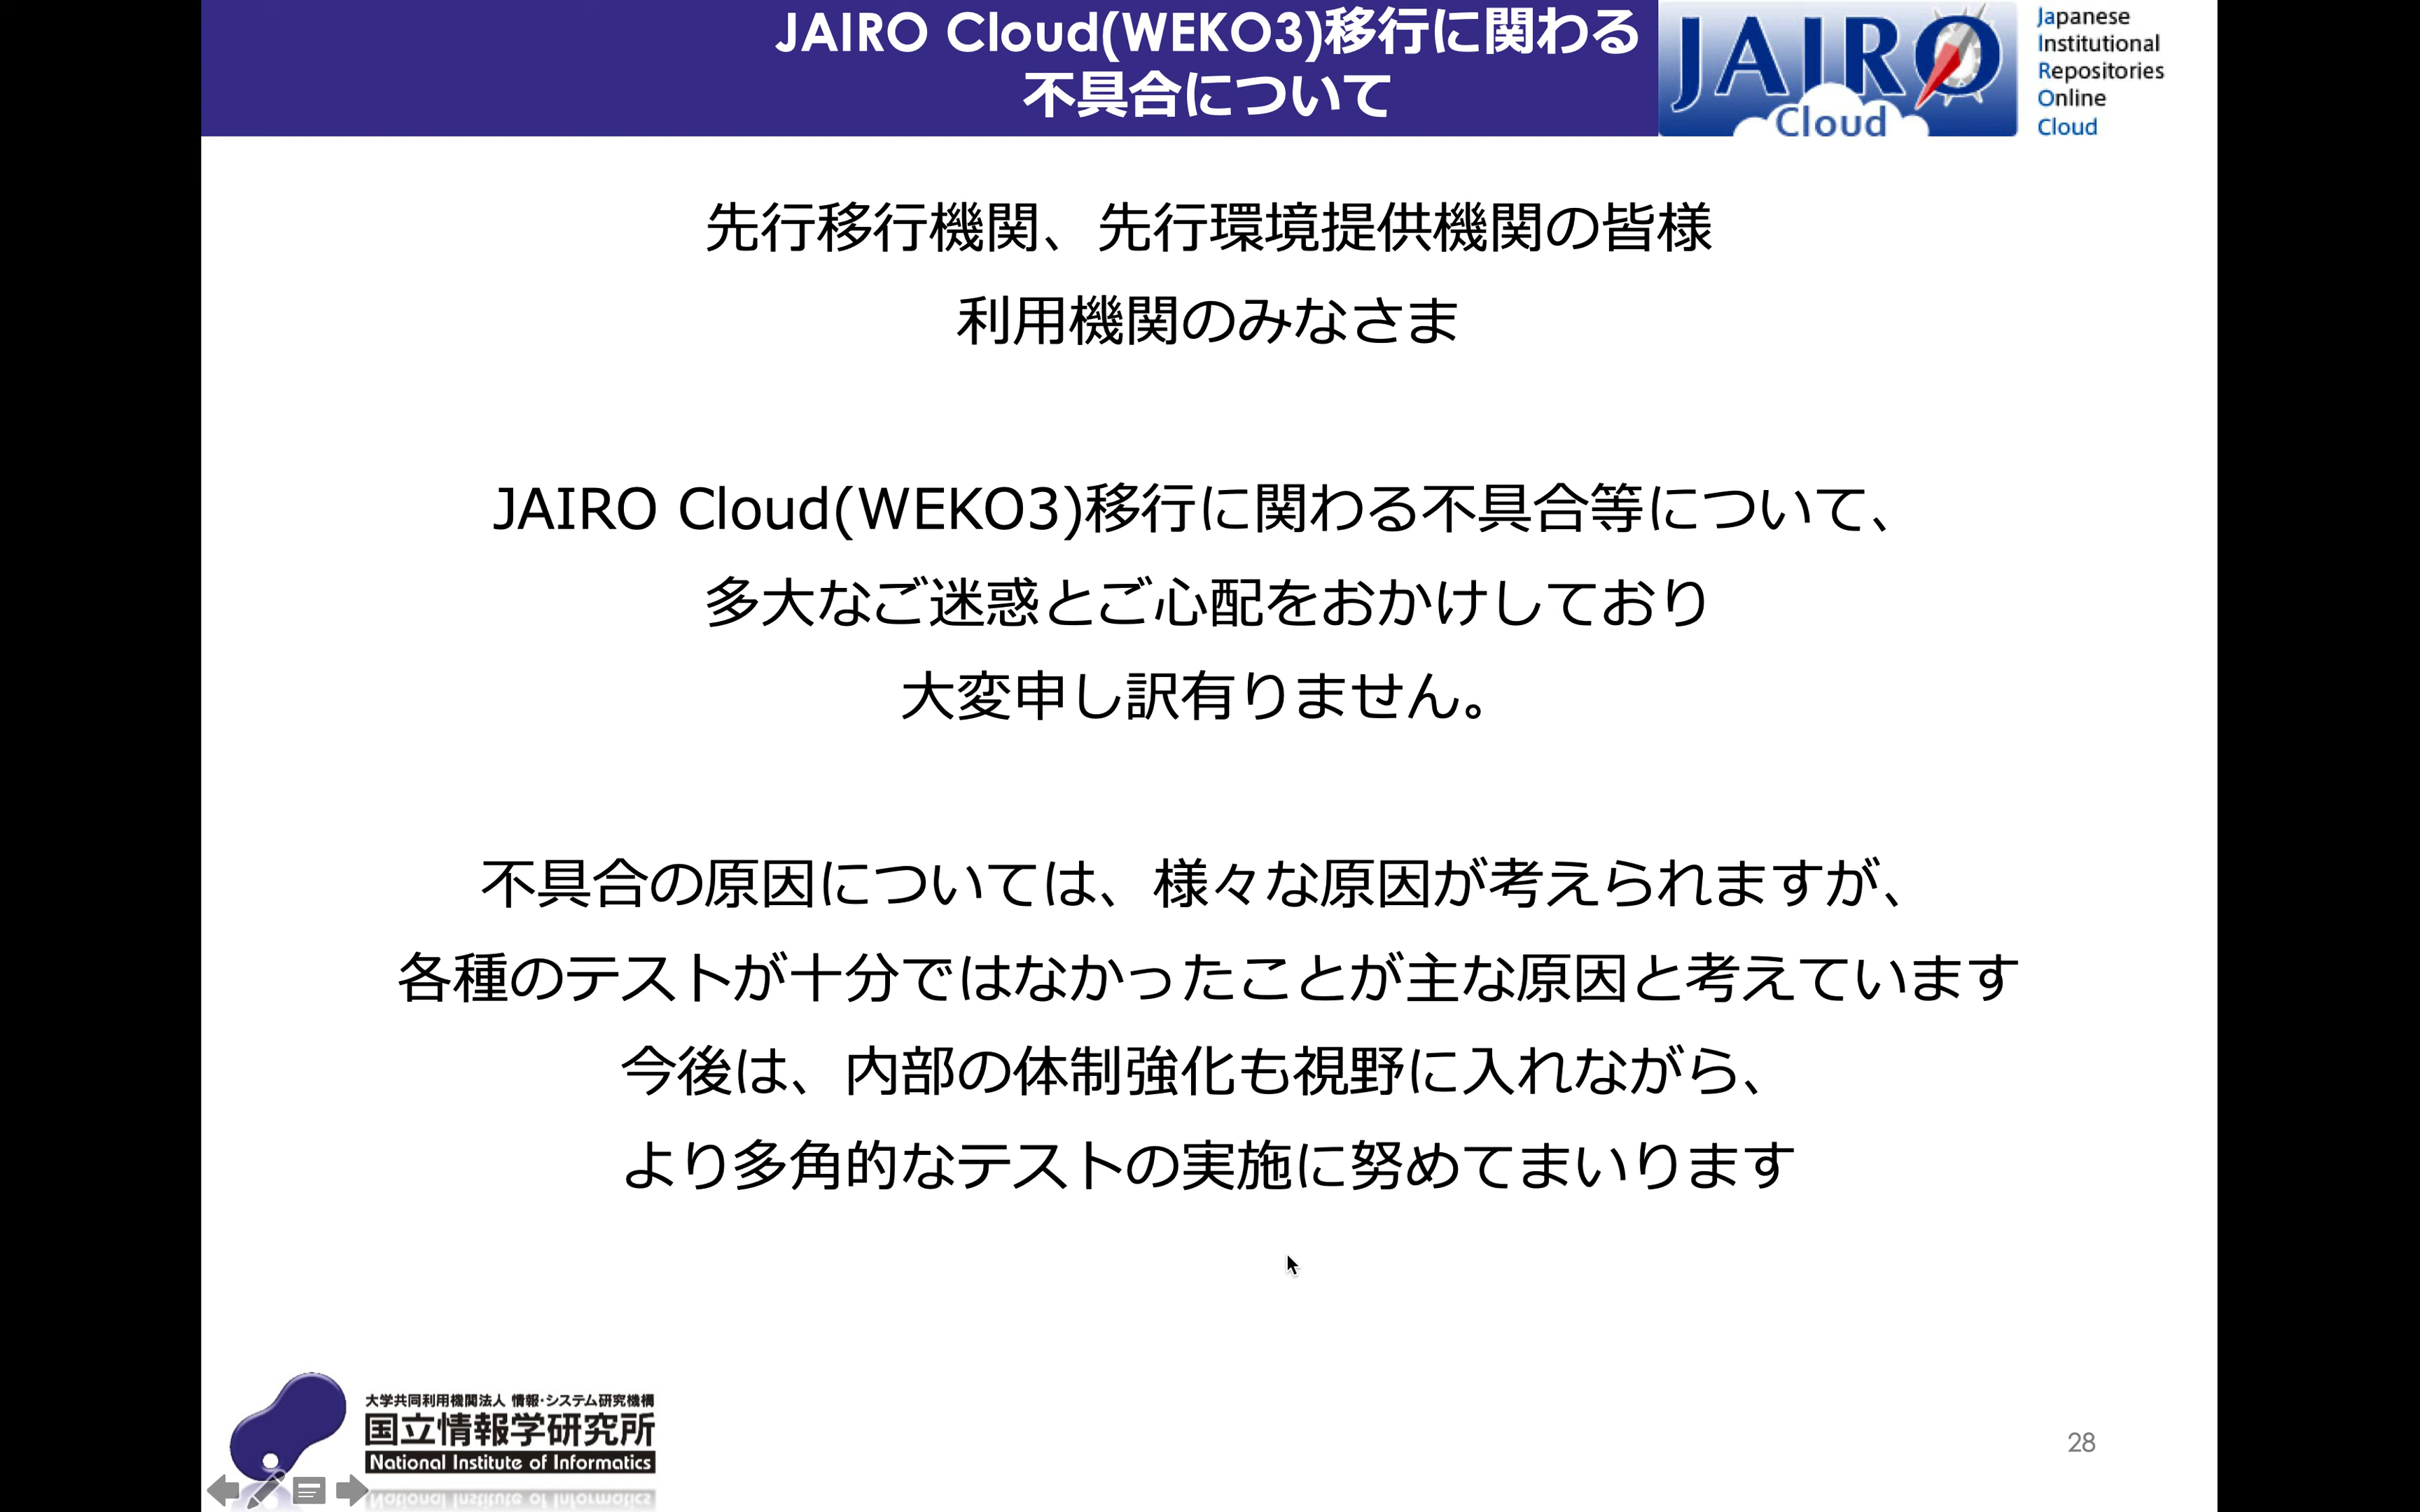 JAIRO Cloud(WEKO3)移行に関わる
不具合について
JAIRO
Cloud
Japanese
Institutional
Repositories
Online
Cloud
先行移行機関、先行環境提供機関の皆様
利用機関のみなさま
JAIRO Cloud(WEKO3)移行に関わる不具合等について、
多大なご迷惑とご心配をおかけしており
大変申し訳有りません。
不具合の原因については、様々な原因が考えられますが、
各種のテストが十分ではなかったことが主な原因と考えています
今後は、内部の体制強化も視野に入れながら、
より多角的なテストの実施に努めてまいります
大学共同利用機関法人 情報・システム研究機構
国立情報学研究所
National Institute of Informatics
28